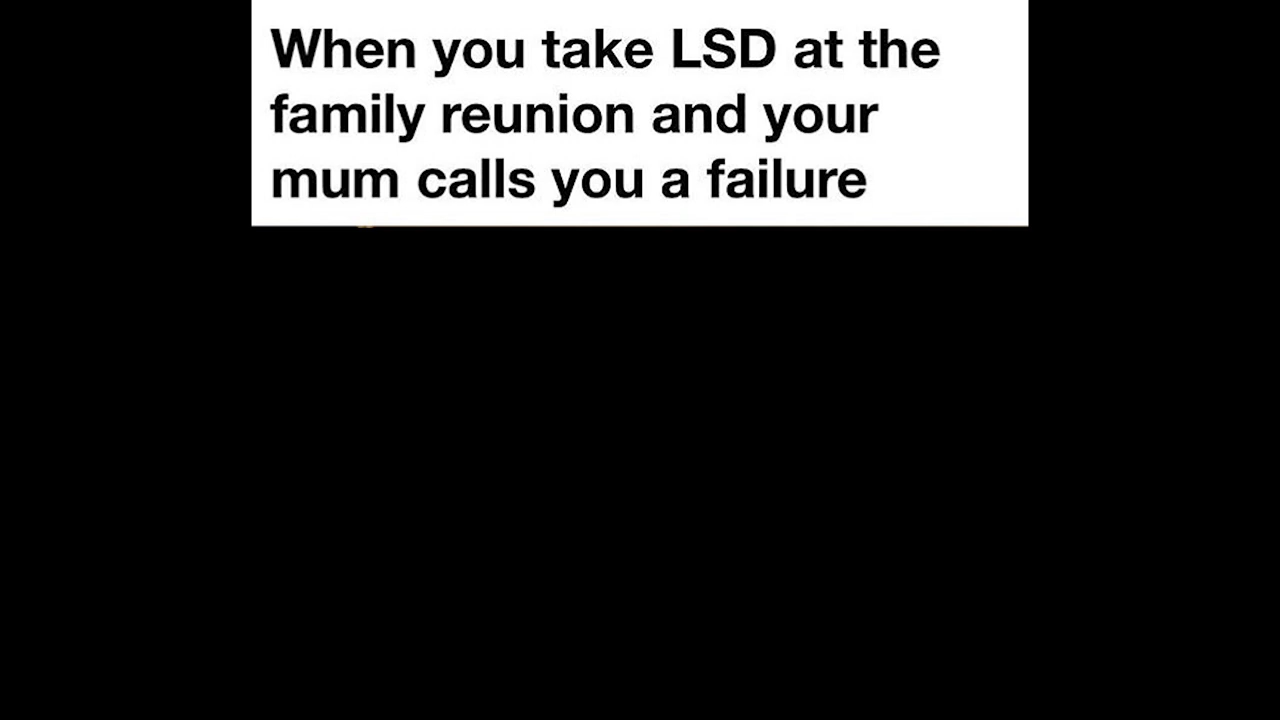 When you take LSD at the
family reunion and your
mum calls you a failure